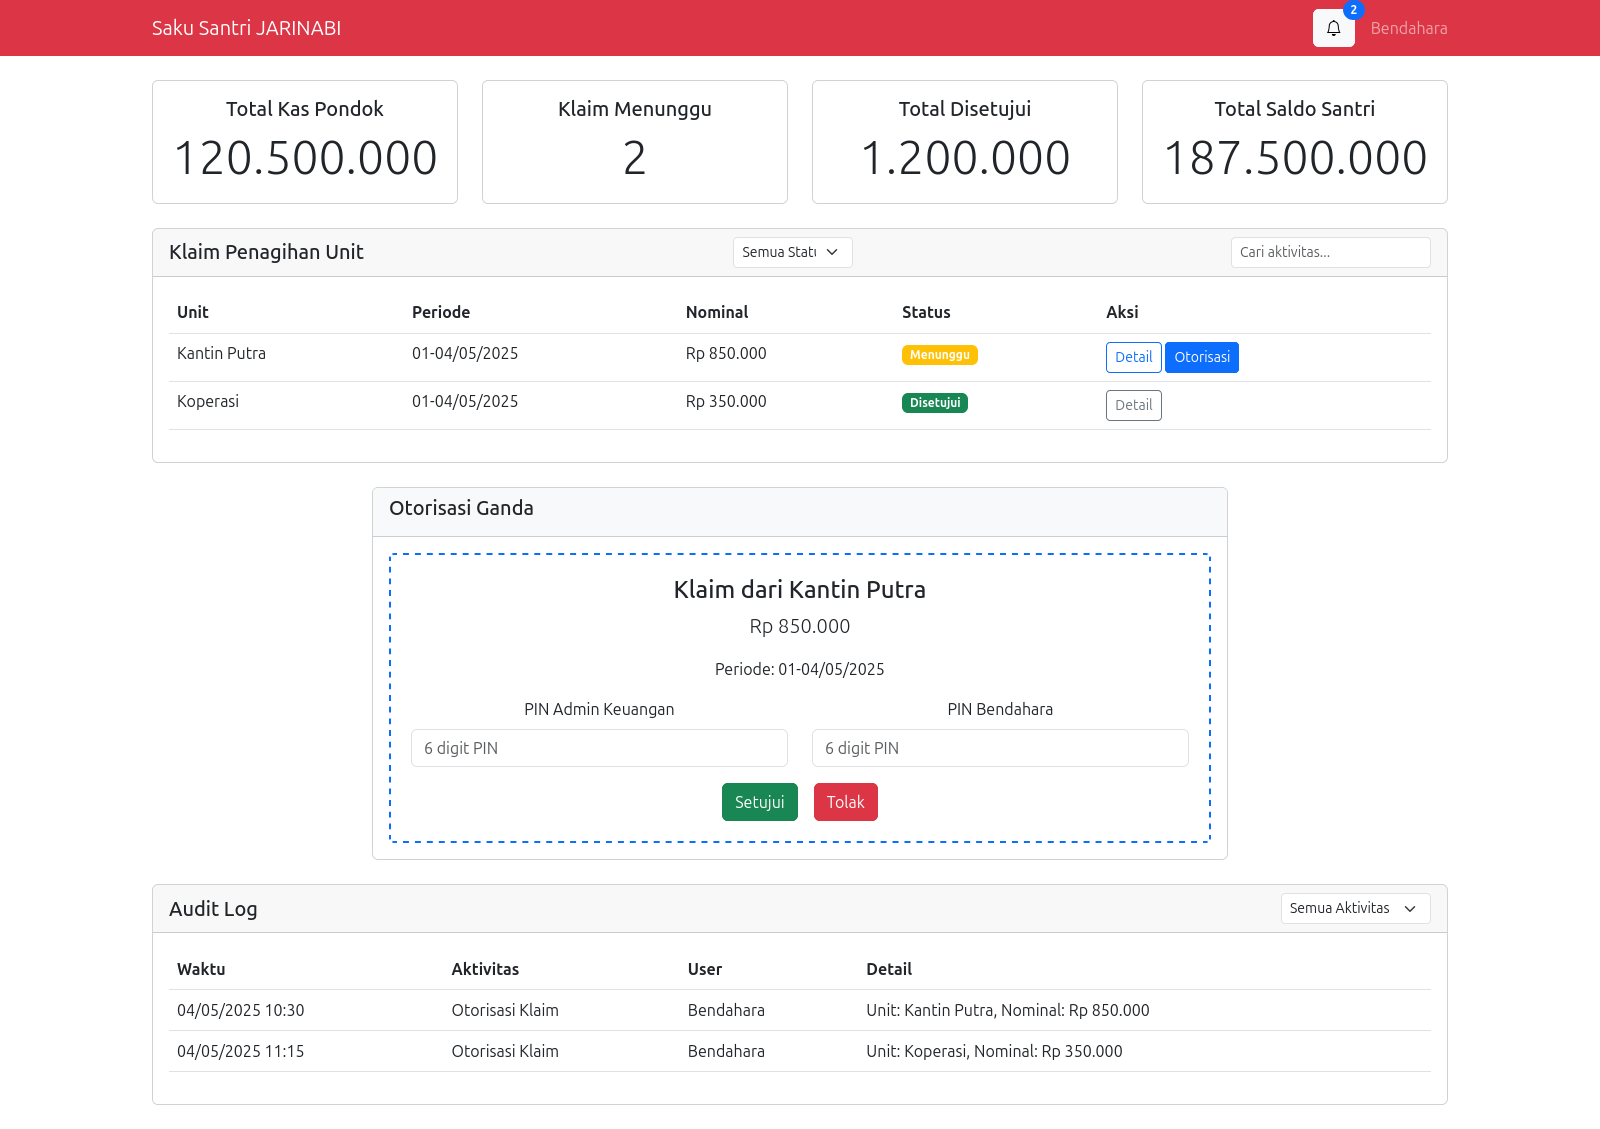 Saku Santri JARINABI
2
Bendahara
Total Kas Pondok
120.500.000
Klaim Menunggu
2
Total Disetujui
1.200.000
Total Saldo Santri
187.500.000
Klaim Penagihan Unit
Semua Statu
Cari aktivitas...
Unit Periode Nominal Status Aksi
Kantin Putra 01-04/05/2025 Rp 850.000 Menunggu Detail Otorisasi
Koperasi 01-04/05/2025 Rp 350.000 Disetujui Detail
Otorisasi Ganda
Klaim dari Kantin Putra
Rp 850.000
Periode: 01-04/05/2025
PIN Admin Keuangan PIN Bendahara
6 digit PIN 6 digit PIN
Setujui Tolak
Audit Log
Semua Aktivitas
Waktu Aktivitas User Detail
04/05/2025 10:30 Otorisasi Klaim Bendahara Unit: Kantin Putra, Nominal: Rp 850.000
04/05/2025 11:15 Otorisasi Klaim Bendahara Unit: Koperasi, Nominal: Rp 350.000